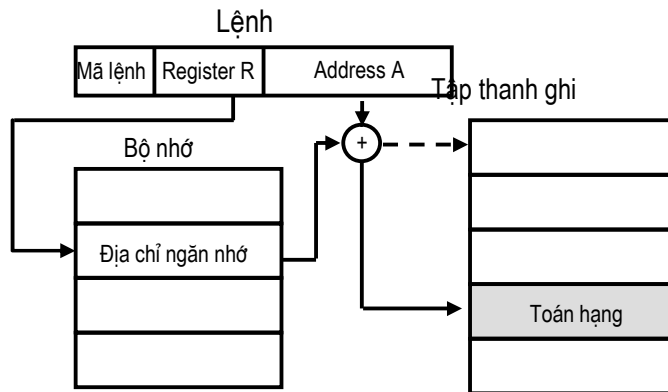 Lệnh
Mã lệnh
Register R
Address A
Tập thanh ghi
Bộ nhớ
+
Địa chỉ ngăn nhớ
Toán hạng